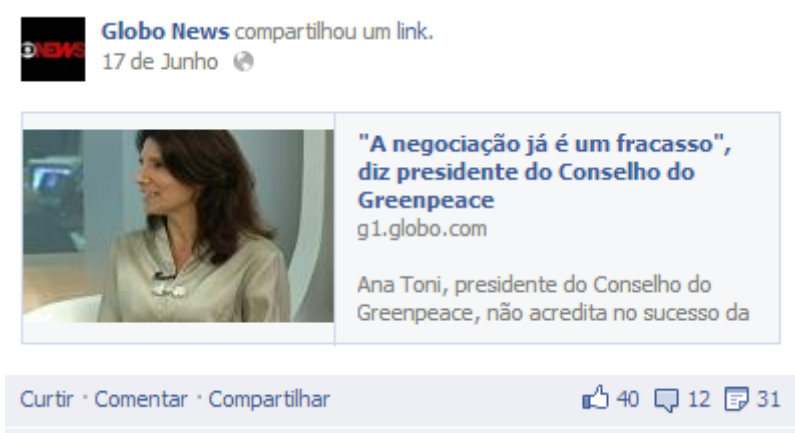 NEWS
Globo News compartilhou um link.
17 de Junho
"A negociação já é um fracasso",
diz presidente do Conselho do
Greenpeace
g1.globo.com
Ana Toni, presidente do Conselho do
Greenpeace, não acredita no sucesso da
Curtir · Comentar · Compartilhar 40 12 31